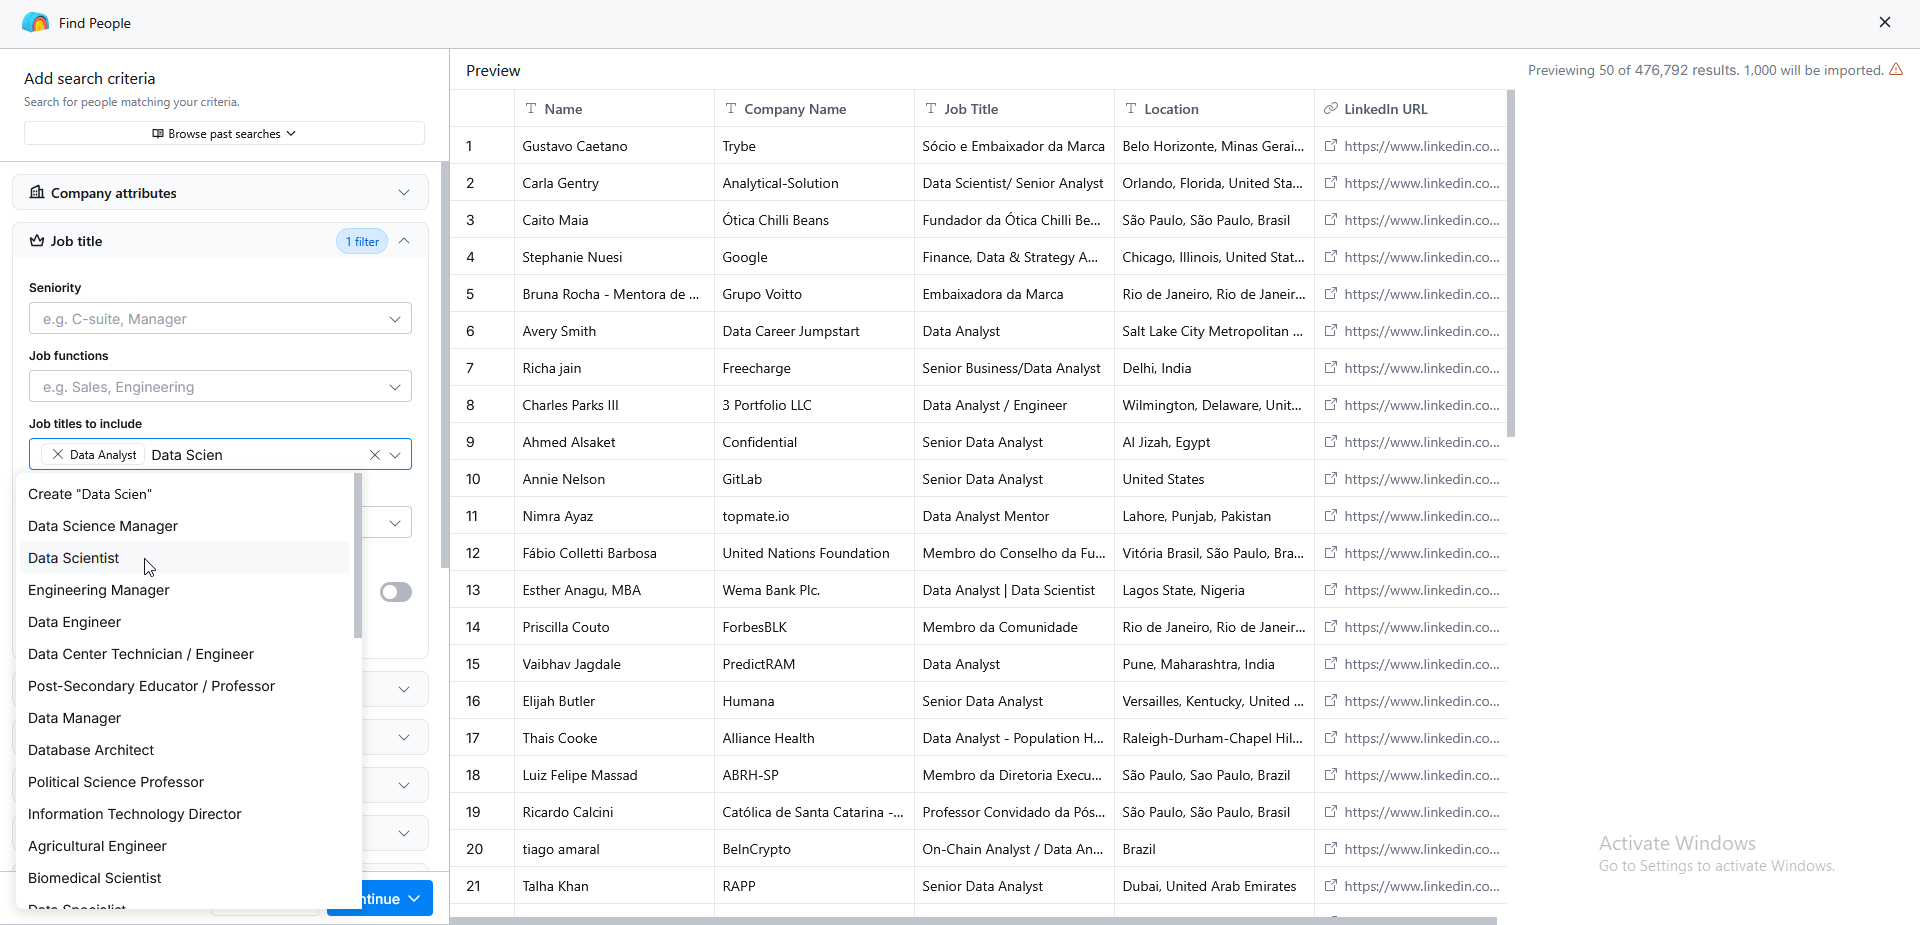 Find People
Add search criteria
Search for people matching your criteria.
Browse past searches
Company attributes
Job title
1 filter
Seniority
e.g. C-suite, Manager
Job functions
e.g. Sales, Engineering
Job titles to include
Data Analyst Data Scien
Create "Data Scien"
Data Science Manager
Data Scientist
Engineering Manager
Data Engineer
Data Center Technician / Engineer
Post-Secondary Educator / Professor
Data Manager
Database Architect
Political Science Professor
Information Technology Director
Agricultural Engineer
Biomedical Scientist
Data Specialist
ntinue
Preview
Previewing 50 of 476,792 results. 1,000 will be imported.
Name Company Name Job Title Location LinkedIn URL
1 Gustavo Caetano Trybe Sócio e Embaixador da Marca Belo Horizonte, Minas Gerai... https://www.linkedin.co...
2 Carla Gentry Analytical-Solution Data Scientist/ Senior Analyst Orlando, Florida, United Sta... https://www.linkedin.co...
3 Caito Maia Ótica Chilli Beans Fundador da Ótica Chilli Be... São Paulo, São Paulo, Brasil https://www.linkedin.co...
4 Stephanie Nuesi Google Finance, Data & Strategy A... Chicago, Illinois, United Stat... https://www.linkedin.co...
5 Bruna Rocha - Mentora de ... Grupo Voitto Embaixadora da Marca Rio de Janeiro, Rio de Janeir... https://www.linkedin.co...
6 Avery Smith Data Career Jumpstart Data Analyst Salt Lake City Metropolitan ... https://www.linkedin.co...
7 Richa jain Freecharge Senior Business/Data Analyst Delhi, India https://www.linkedin.co...
8 Charles Parks III 3 Portfolio LLC Data Analyst / Engineer Wilmington, Delaware, Unit... https://www.linkedin.co...
9 Ahmed Alsaket Confidential Senior Data Analyst Al Jizah, Egypt https://www.linkedin.co...
10 Annie Nelson GitLab Senior Data Analyst United States https://www.linkedin.co...
11 Nimra Ayaz topmate.io Data Analyst Mentor Lahore, Punjab, Pakistan https://www.linkedin.co...
12 Fábio Colletti Barbosa United Nations Foundation Membro do Conselho da Fu... Vitória Brasil, São Paulo, Bra... https://www.linkedin.co...
13 Esther Anagu, MBA Wema Bank Plc. Data Analyst | Data Scientist Lagos State, Nigeria https://www.linkedin.co...
14 Priscilla Couto ForbesBLK Membro da Comunidade Rio de Janeiro, Rio de Janeir... https://www.linkedin.co...
15 Vaibhav Jagdale PredictRAM Data Analyst Pune, Maharashtra, India https://www.linkedin.co...
16 Elijah Butler Humana Senior Data Analyst Versailles, Kentucky, United ... https://www.linkedin.co...
17 Thais Cooke Alliance Health Data Analyst - Population H... Raleigh-Durham-Chapel Hil... https://www.linkedin.co...
18 Luiz Felipe Massad ABRH-SP Membro da Diretoria Execu... São Paulo, Sao Paulo, Brazil https://www.linkedin.co...
19 Ricardo Calcini Católica de Santa Catarina -... Professor Convidado da Pós... São Paulo, São Paulo, Brasil https://www.linkedin.co...
20 tiago amaral BeInCrypto On-Chain Analyst / Data An... Brazil https://www.linkedin.co...
21 Talha Khan RAPP Senior Data Analyst Dubai, United Arab Emirates https://www.linkedin.co...
Activate Windows
Go to Settings to activate Windows.